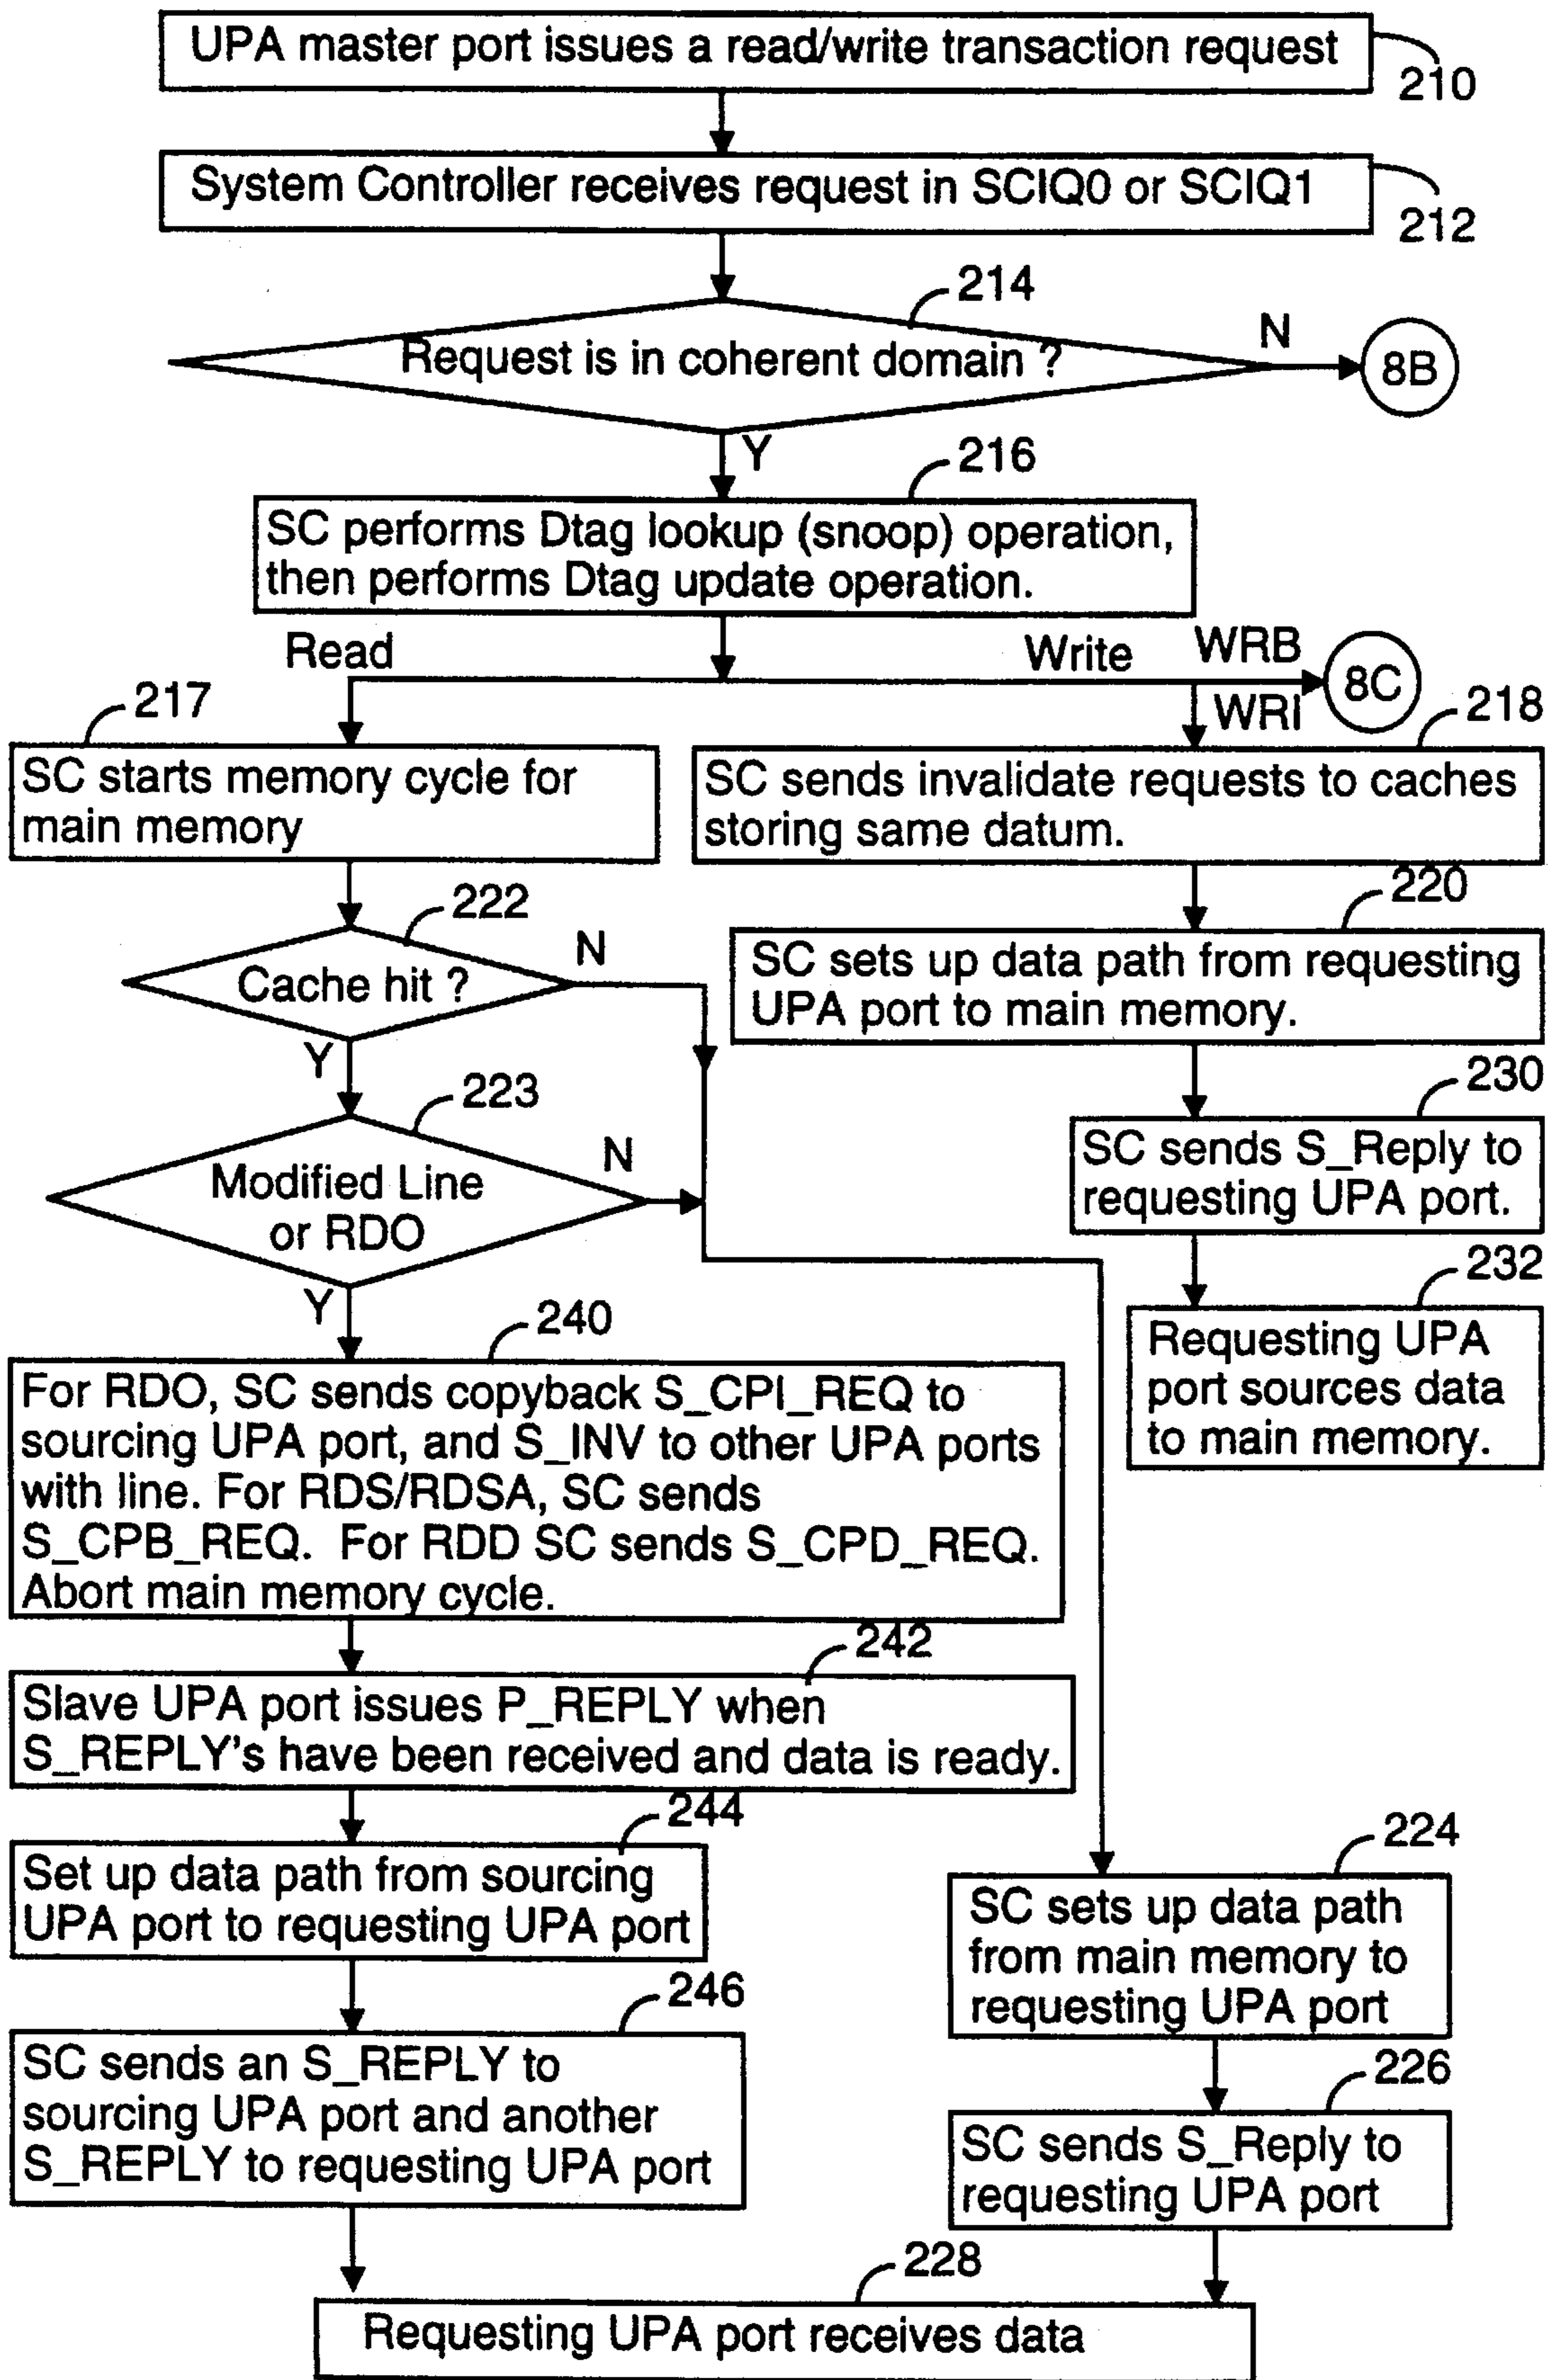 UPA master port issues a read/write transaction request
210
System Controller receives request in SCIQ0 or SCIQ1
212
214
Request is in coherent domain ?
N
8B
Y
216
SC performs Dtag lookup (snoop) operation,
then performs Dtag update operation.
Read
Write
WRB
8C
WRI
217
SC starts memory cycle for
main memory
218
SC sends invalidate requests to caches
storing same datum.
222
Cache hit ?
N
Y
220
SC sets up data path from requesting
UPA port to main memory.
223
Modified Line
or RDO
N
Y
230
SC sends S_Reply to
requesting UPA port.
232
Requesting UPA
port sources data
to main memory.
240
For RDO, SC sends copyback S_CPI_REQ to
sourcing UPA port, and S_INV to other UPA ports
with line. For RDS/RDSA, SC sends
S_CPB_REQ. For RDD SC sends S_CPD_REQ.
Abort main memory cycle.
242
Slave UPA port issues P_REPLY when
S_REPLY's have been received and data is ready.
244
Set up data path from sourcing
UPA port to requesting UPA port
224
SC sets up data path
from main memory to
requesting UPA port
246
SC sends an S_REPLY to
sourcing UPA port and another
S_REPLY to requesting UPA port
226
SC sends S_Reply to
requesting UPA port
228
Requesting UPA port receives data